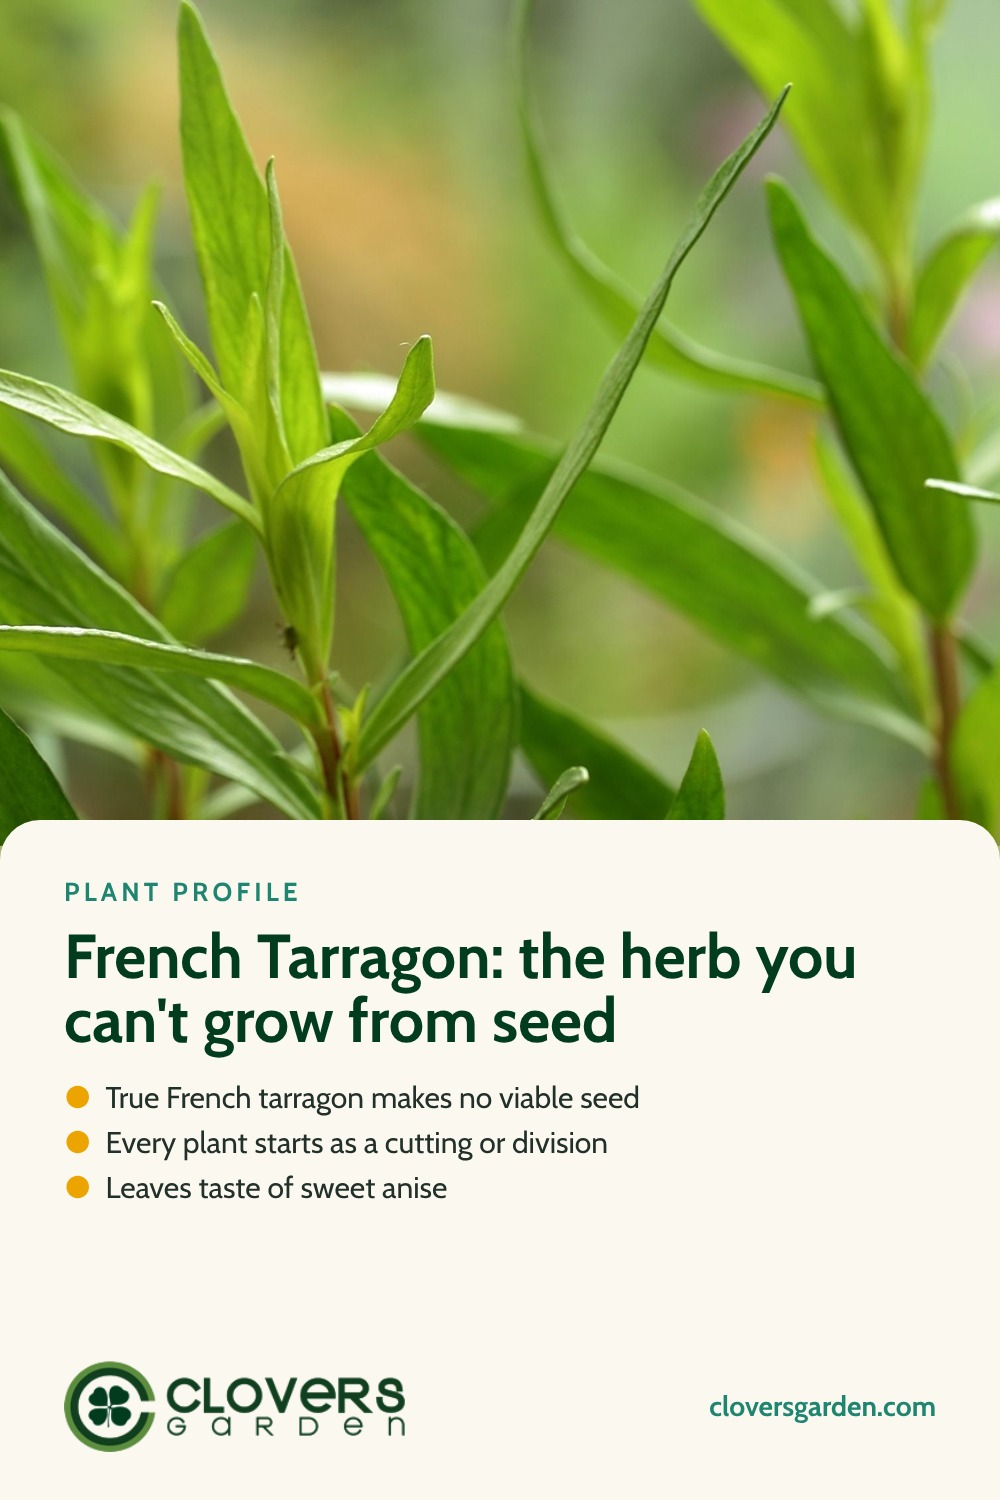 PLANT PROFILE
French Tarragon: the herb you
can't grow from seed
True French tarragon makes no viable seed
Every plant starts as a cutting or division
Leaves taste of sweet anise
CLOVERS
GARDEN
cloversgarden.com